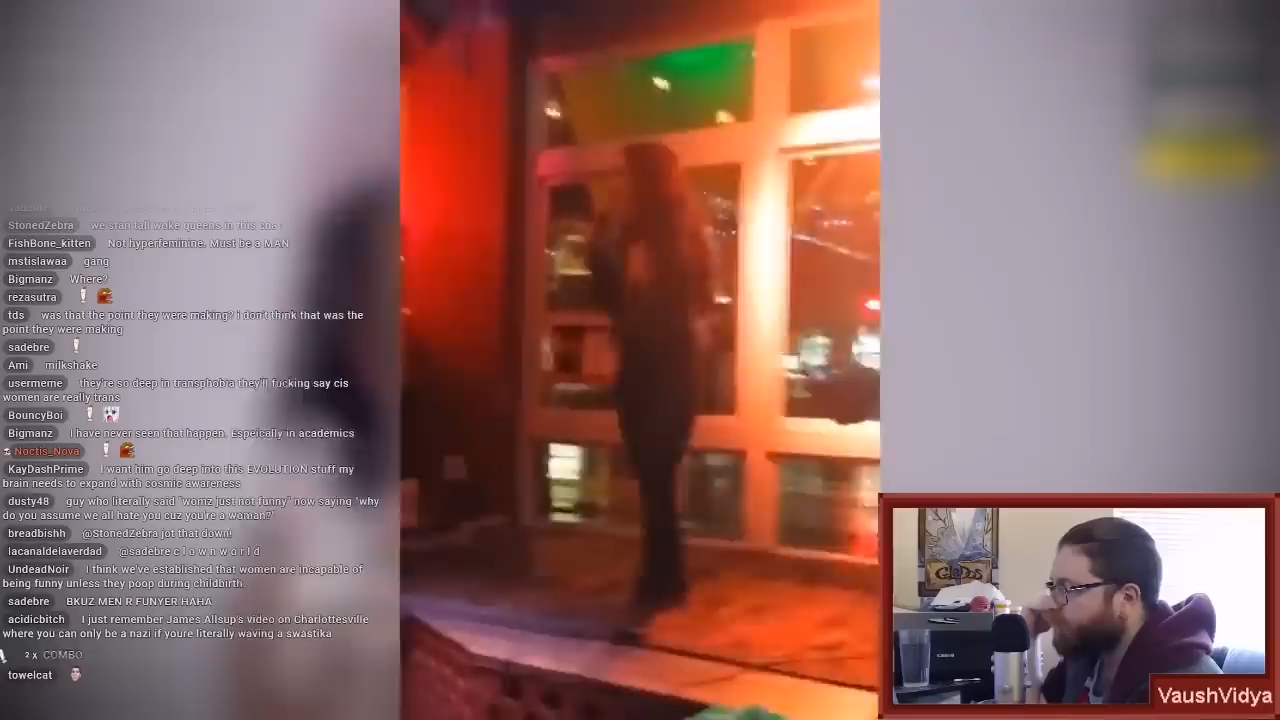 StonedZebra we stan tall woke queens in this cha
FishBone_kitten Not hyperfeminine. Must be a MAN
mstislawaa gang
Bigmanz Where?
rezasutra
tds was that the point they were making? i don't think that was the
point they were making
sadebre
Ami milkshake
usermeme they're so deep in transphobia they'll fucking say cis
women are really trans
BouncyBoi
Bigmanz I have never seen that happen. Espeically in academics
Noctis_Nova
KayDashPrime I want him go deep into this EVOLUTION stuff my
brain needs to expand with cosmic awareness
dusty48 guy who literally said "womz just not funny" now saying "why
do you assume we all hate you cuz you're a woman?"
breadbishh @StonedZebra jot that down!
lacanaldelaverdad @sadebre c l o w n w o r l d
UndeadNoir I think we've established that women are incapable of
being funny unless they poop during childbirth.
sadebre BKUZ MEN R FUNYER HAHA
acidicbitch I just remember James Allsup's video on Charlottesville
where you can only be a nazi if youre literally waving a swastika
2 x COMBO
towelcat
VaushVidya